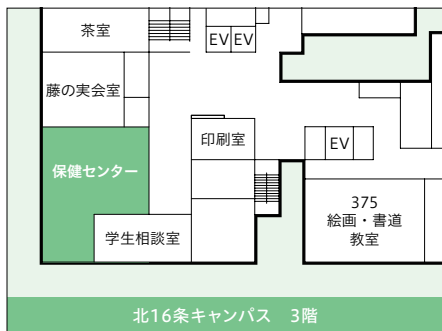 茶室
EV EV
藤の実会室
印刷室
EV
保健センター
375
絵画・書道
教室
学生相談室
北16条キャンパス　3階